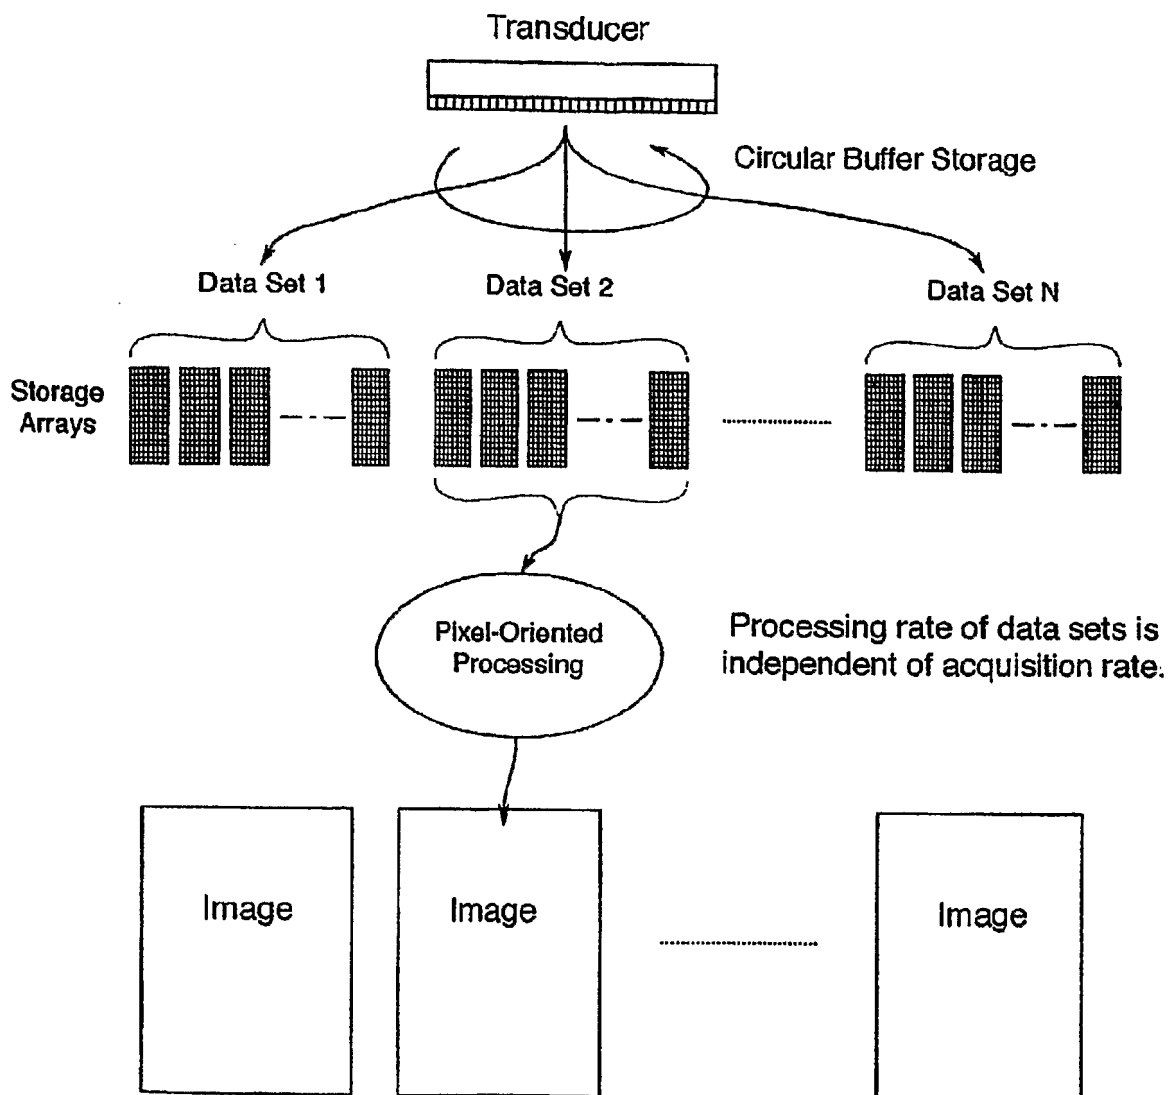 Transducer
Circular Buffer Storage
Data Set 1
Data Set 2
Data Set N
Storage
Arrays
Pixel-Oriented
Processing
Processing rate of data sets is
independent of acquisition rate.
Image
Image
Image